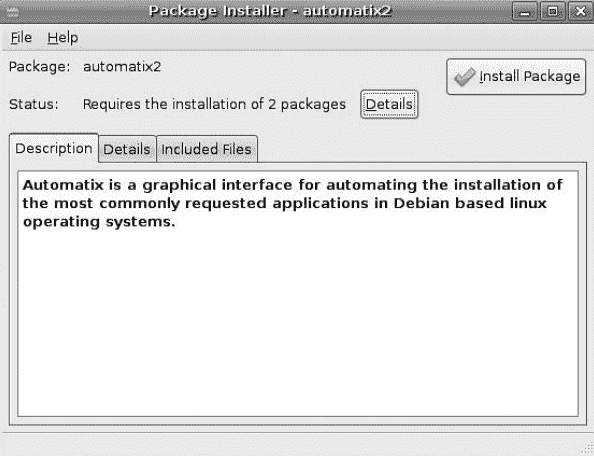 Package Installer - automatix2
File Help
Package: automatix2
Install Package
Status: Requires the installation of 2 packages Details
Description Details Included Files
Automatix is a graphical interface for automating the installation of
the most commonly requested applications in Debian based linux
operating systems.